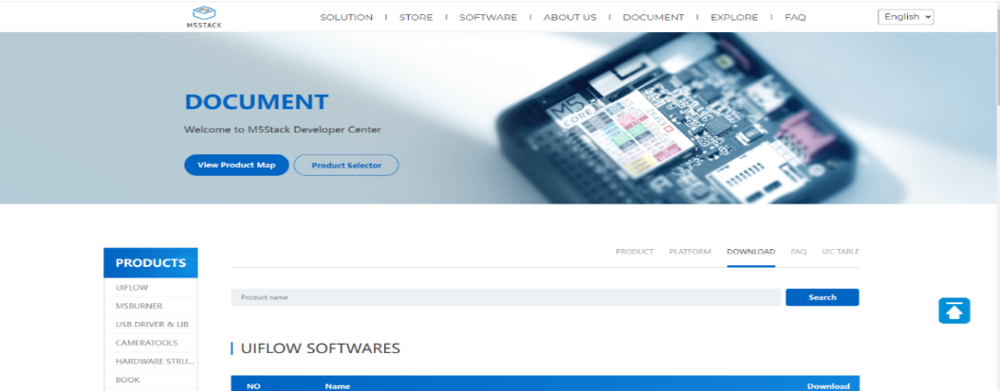 M5STACK
SOLUTION I STORE I SOFTWARE I ABOUT US I DOCUMENT I EXPLORE I FAQ
English
DOCUMENT
Welcome to M5Stack Developer Center
View Product Map
Product Selector
M5
CORE
PRODUCTS
PRODUCT PLATFORM DOWNLOAD FAQ I2C TABLE
UIFLOW
M5BURNER
USB DRIVER & LIB
CAMERATOOLS
HARDWARE STRU...
BOOK
Product name
Search
UIFLOW SOFTWARES
NO Name Download